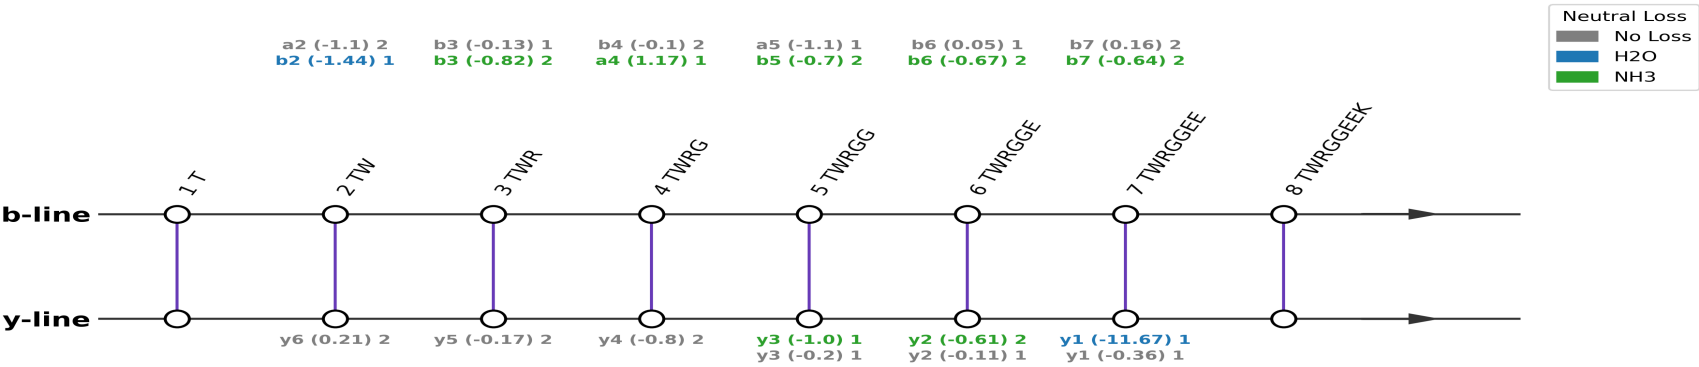 Neutral Loss
No Loss
H2O
NH3
a2 (-1.1) 2
b2 (-1.44) 1
b3 (-0.13) 1
b3 (-0.82) 2
b4 (-0.1) 2
a4 (1.17) 1
a5 (-1.1) 1
b5 (-0.7) 2
b6 (0.05) 1
b6 (-0.67) 2
b7 (0.16) 2
b7 (-0.64) 2
1 T
2 TW
3 TWR
4 TWRG
5 TWRGG
6 TWRGGE
7 TWRGGEE
8 TWRGGEEK
b-line
y-line
y6 (0.21) 2
y5 (-0.17) 2
y4 (-0.8) 2
y3 (-1.0) 1
y3 (-0.2) 1
y2 (-0.61) 2
y2 (-0.11) 1
y1 (-11.67) 1
y1 (-0.36) 1